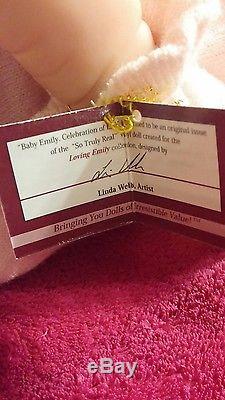 "Baby Emily, Celebration of
to be an original issue
of the "So Truly Real" doll created for the
Loving Emily collection, designed by
Linda Webb, Artist
Bringing You Dolls of Irresistible Value!™